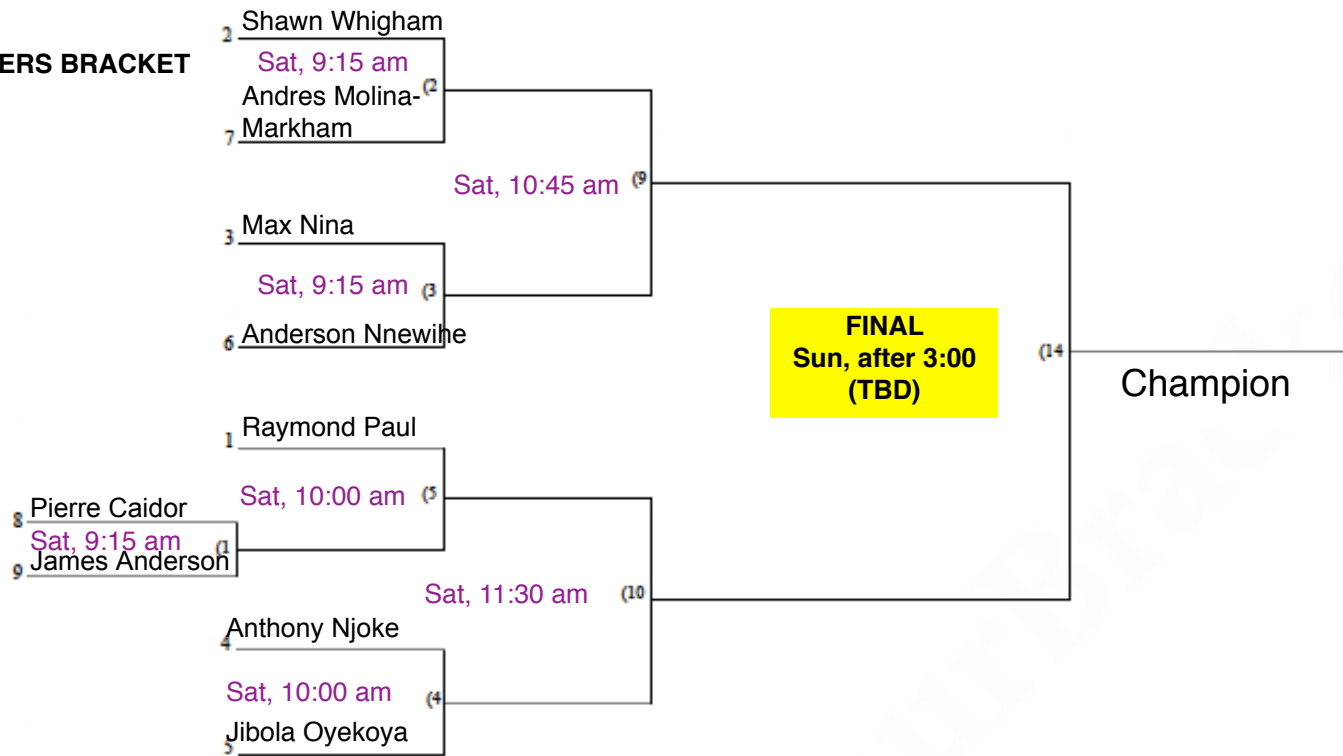 2 Shawn Whigham
ERS BRACKET
Sat, 9:15 am
(2
Andres Molina-
7 Markham
Sat, 10:45 am (9
3 Max Nina
Sat, 9:15 am (3
6 Anderson Nnewihe
FINAL
Sun, after 3:00
(TBD)
(14
Champion
1 Raymond Paul
Sat, 10:00 am (5
8 Pierre Caidor
Sat, 9:15 am (1
9 James Anderson
Sat, 11:30 am (10
4 Anthony Njoke
Sat, 10:00 am (4
5 Jibola Oyekoya